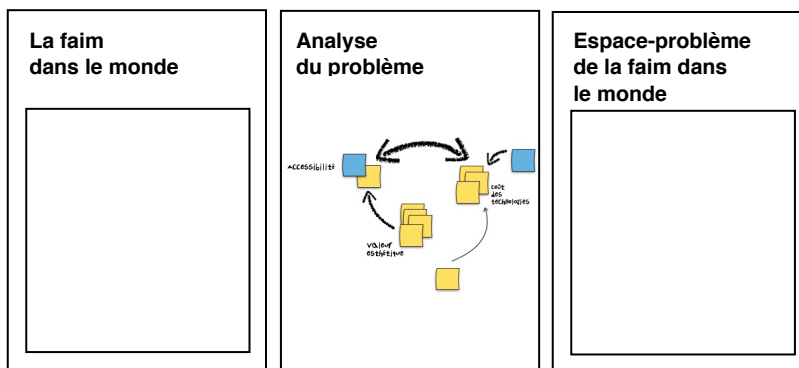 La faim
dans le monde
Analyse
du problème
Accessibilité
coût
des
technologies
valeur
esthétique
Espace-problème
de la faim dans
le monde